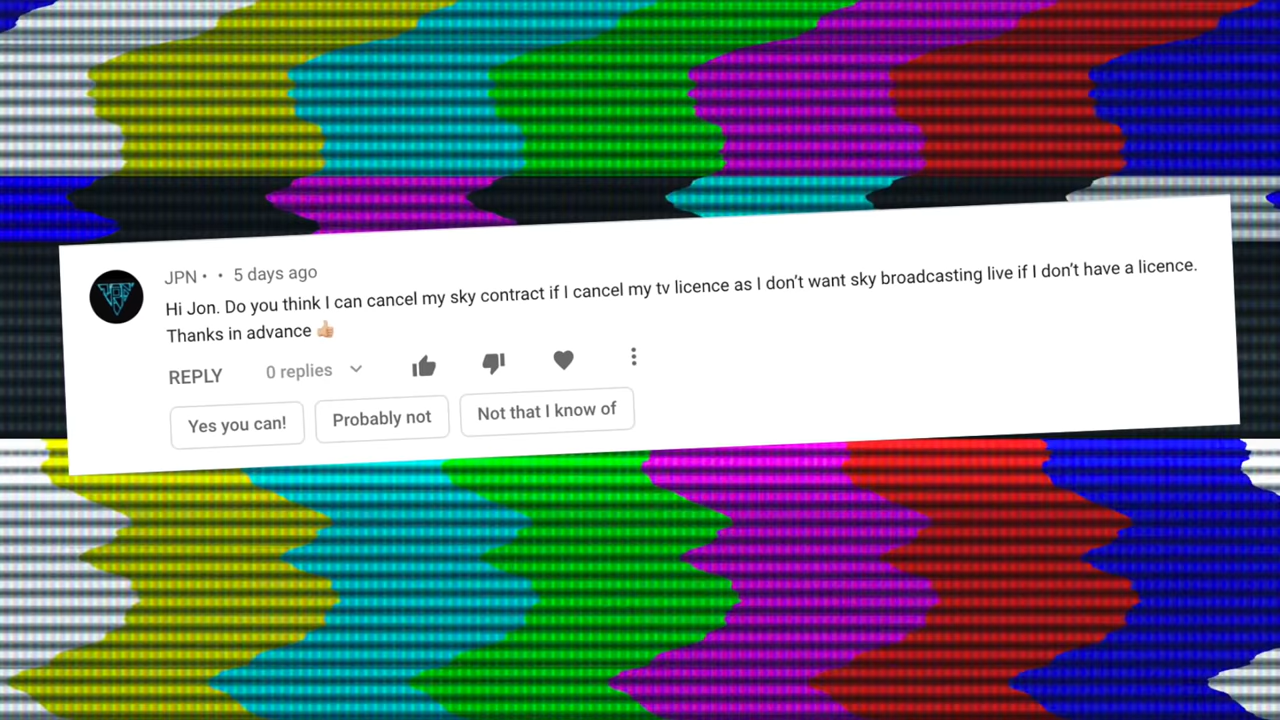 JPN • • 5 days ago
Hi Jon. Do you think I can cancel my sky contract if I cancel my tv licence as I don’t want sky broadcasting live if I don’t have a licence.
Thanks in advance 👍🏼
REPLY 0 replies
Yes you can! Probably not Not that I know of